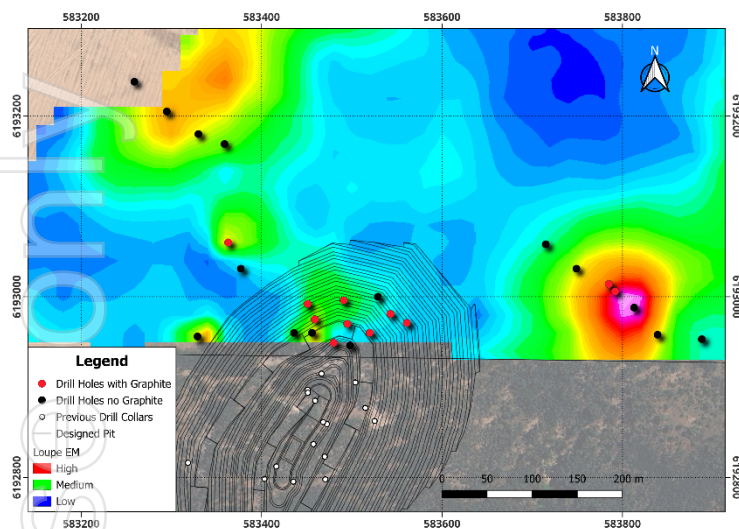 583200 583400 583600 583800
N
6193200 6193200
6193000 6193000
Legend
Drill Holes with Graphite
Drill Holes no Graphite
Previous Drill Collars
Designed Pit
Loupe EM
High
Medium
Low
0 50 100 150 200 m
6192800 6192800
583200 583400 583600 583800
only
se